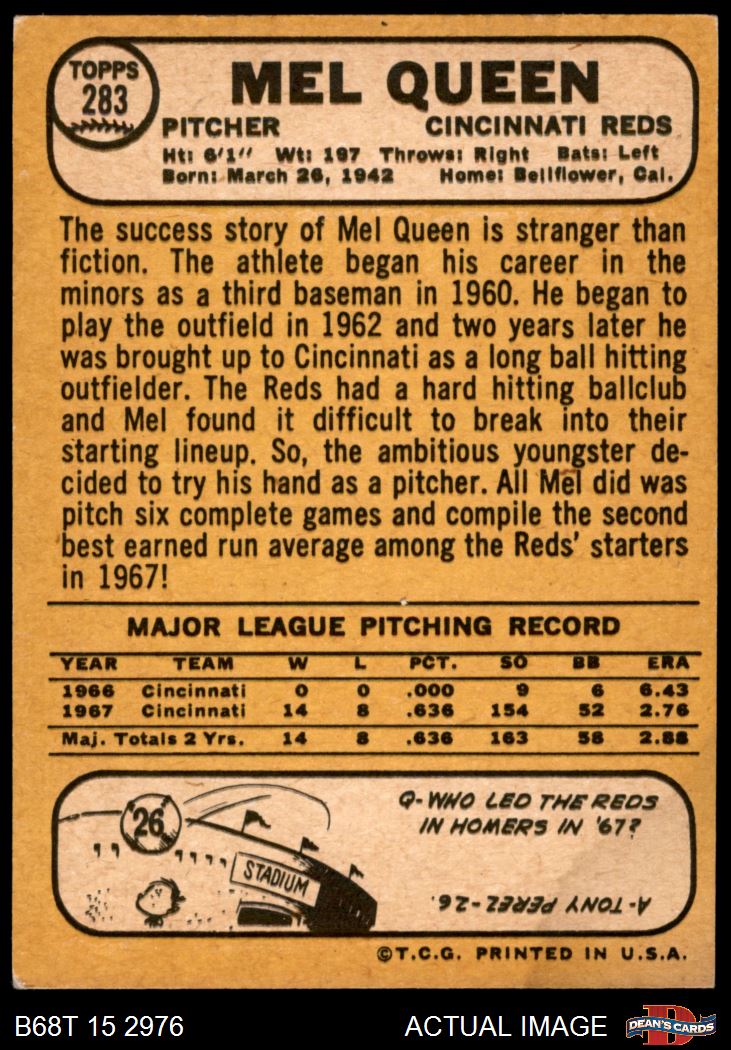 TOPPS
283
MEL QUEEN
PITCHER CINCINNATI REDS
Ht: 6'1" Wt: 197 Throws: Right Bats: Left
Born: March 26, 1942 Home: Bellflower, Cal.
The success story of Mel Queen is stranger than
fiction. The athlete began his career in the
minors as a third baseman in 1960. He began to
play the outfield in 1962 and two years later he
was brought up to Cincinnati as a long ball hitting
outfielder. The Reds had a hard hitting ballclub
and Mel found it difficult to break into their
starting lineup. So, the ambitious youngster de-
cided to try his hand as a pitcher. All Mel did was
pitch six complete games and compile the second
best earned run average among the Reds' starters
in 1967!
MAJOR LEAGUE PITCHING RECORD
YEAR TEAM W L PCT. SO BB ERA
1966 Cincinnati 0 0 .000 9 6 6.43
1967 Cincinnati 14 8 .636 154 52 2.76
Maj. Totals 2 Yrs. 14 8 .636 163 58 2.88
26
STADIUM
Q-WHO LED THE REDS
IN HOMERS IN '67?
A-TONY PEREZ-26.
©T.C.G. PRINTED IN U.S.A.
B68T 15 2976 ACTUAL IMAGE DEAN'S CARDS